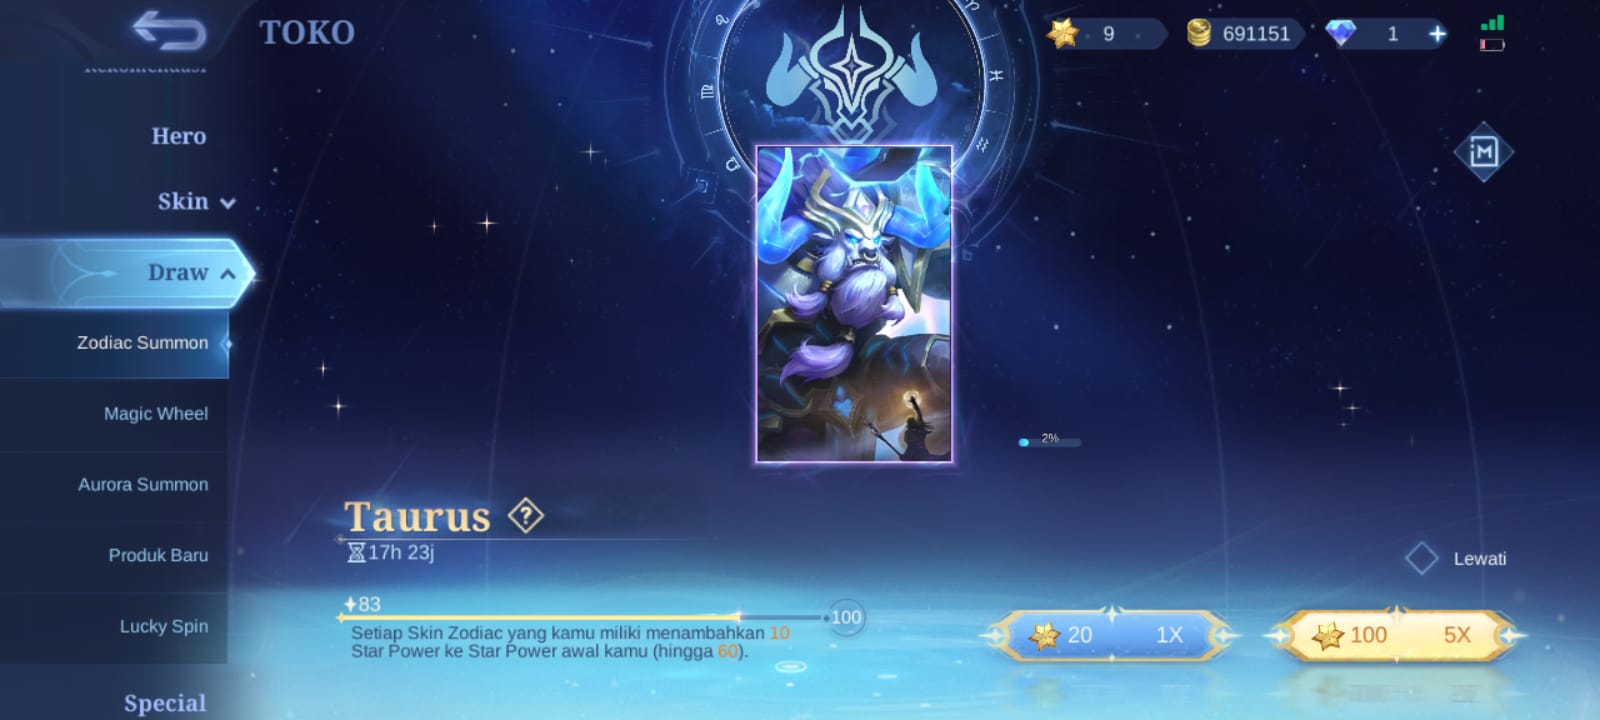 TOKO
9
691151
1
Rekomendasi
Hero
Skin
Draw
Zodiac Summon
Magic Wheel
Aurora Summon
Produk Baru
Lucky Spin
Special
2%
Taurus
17h 23j
83
100
Setiap Skin Zodiac yang kamu miliki menambahkan 10
Star Power ke Star Power awal kamu (hingga 60).
Lewati
20 1X
100 5X